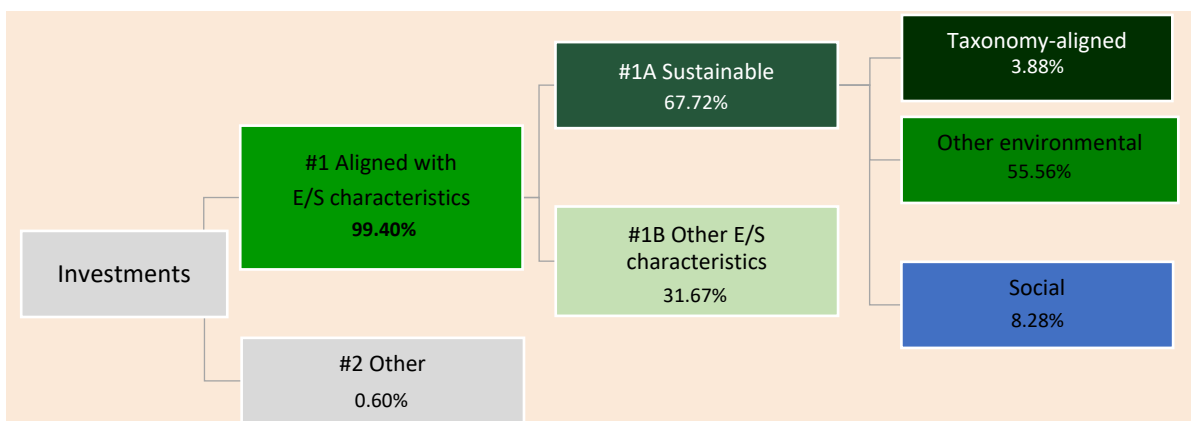 Investments
#1 Aligned with
E/S characteristics
99.40%
#2 Other
0.60%
#1A Sustainable
67.72%
#1B Other E/S
characteristics
31.67%
Taxonomy-aligned
3.88%
Other environmental
55.56%
Social
8.28%